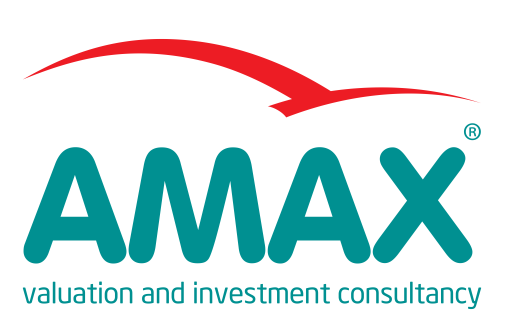 ®
AMAX
valuation and investment consultancy